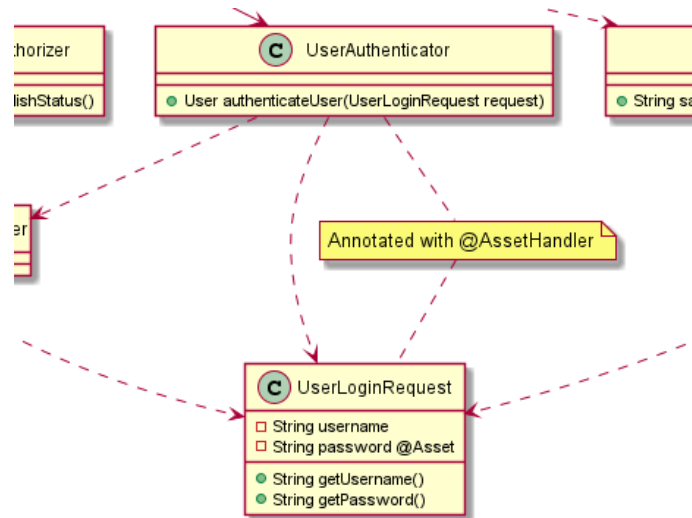 C UserAuthenticator
User authenticateUser(UserLoginRequest request)
Annotated with @AssetHandler
C UserLoginRequest
String username
String password @Asset
String getUsername()
String getPassword()
horizer
lishStatus()
String sa
er